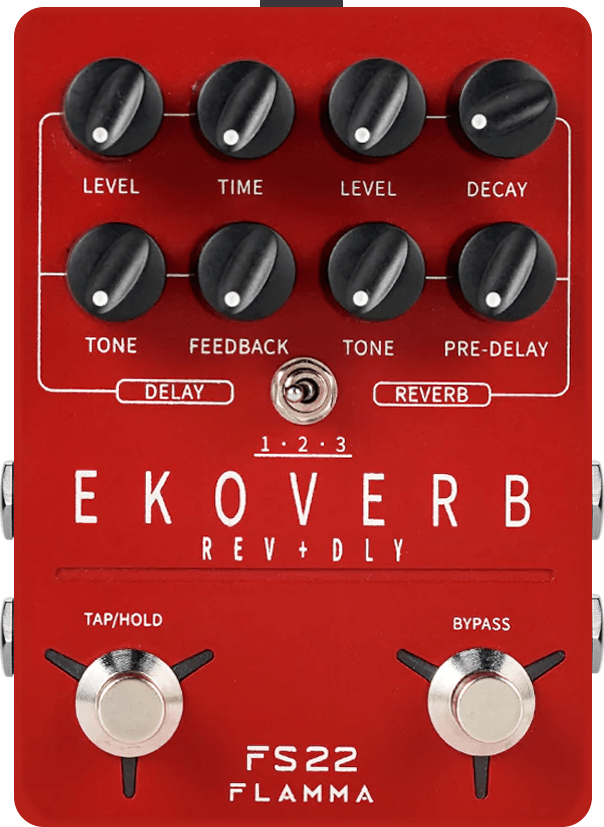 LEVEL TIME LEVEL DECAY
TONE FEEDBACK TONE PRE-DELAY
DELAY REVERB
1·2·3
EKOVERB
REV+DLY
TAP/HOLD BYPASS
FS22
FLAMMA